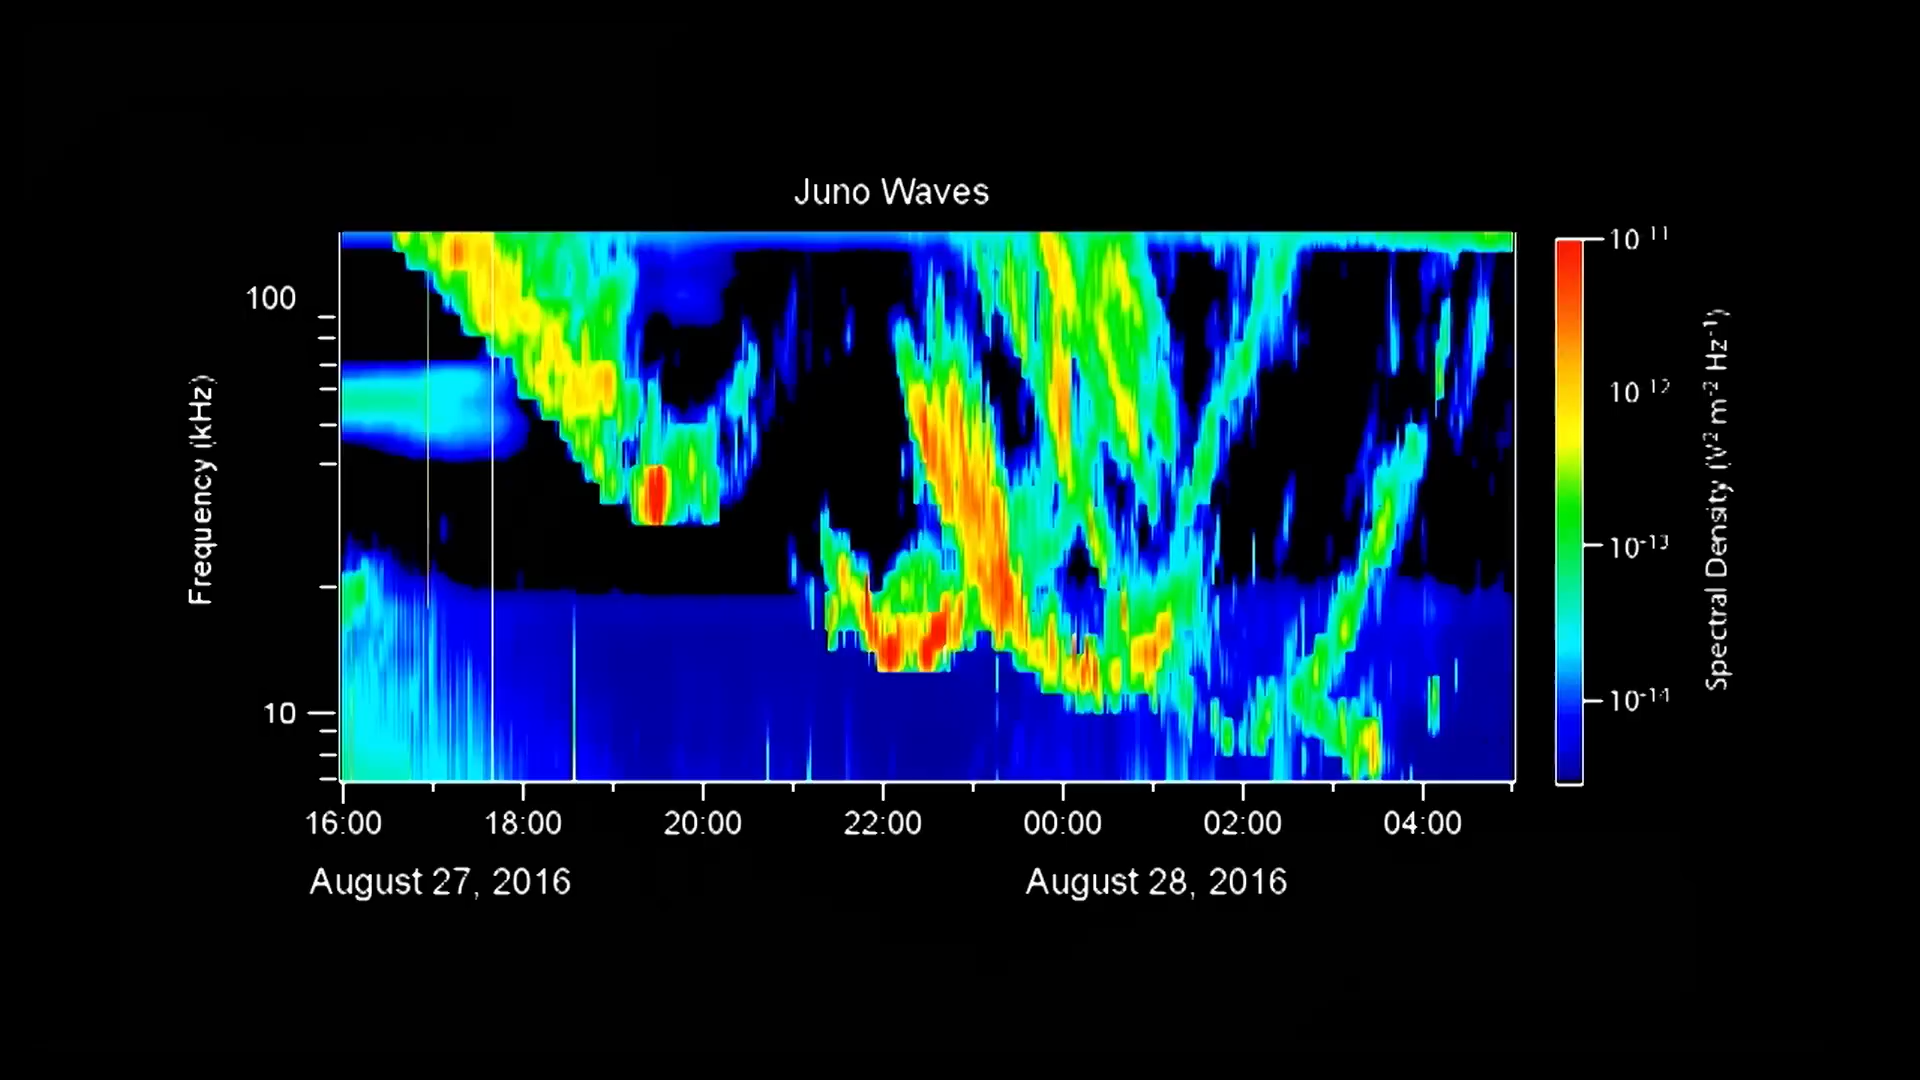 Juno Waves
100
10
Frequency (kHz)
16:00 18:00 20:00 22:00 00:00 02:00 04:00
August 27, 2016 August 28, 2016
10 11
10 12
10-13
10-14
Spectral Density (V2 m-2 Hz-1)